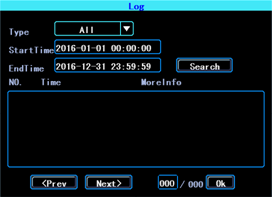 Log
Type All
StartTime 2016-01-01 00:00:00
EndTime 2016-12-31 23:59:59 Search
NO. Time MoreInfo
<Prev Next> 000 / 000 Ok